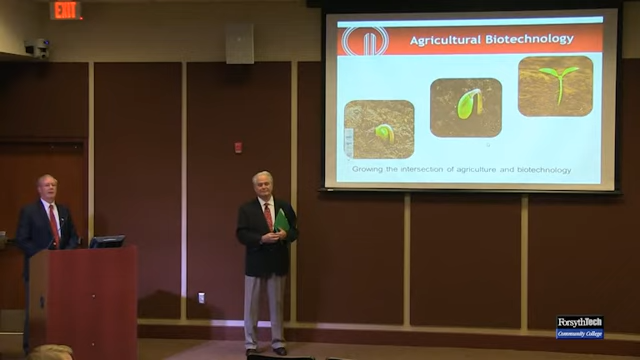 EXIT
Agricultural Biotechnology
Growing the intersection of agriculture and biotechnology
ForsythTech
Community College